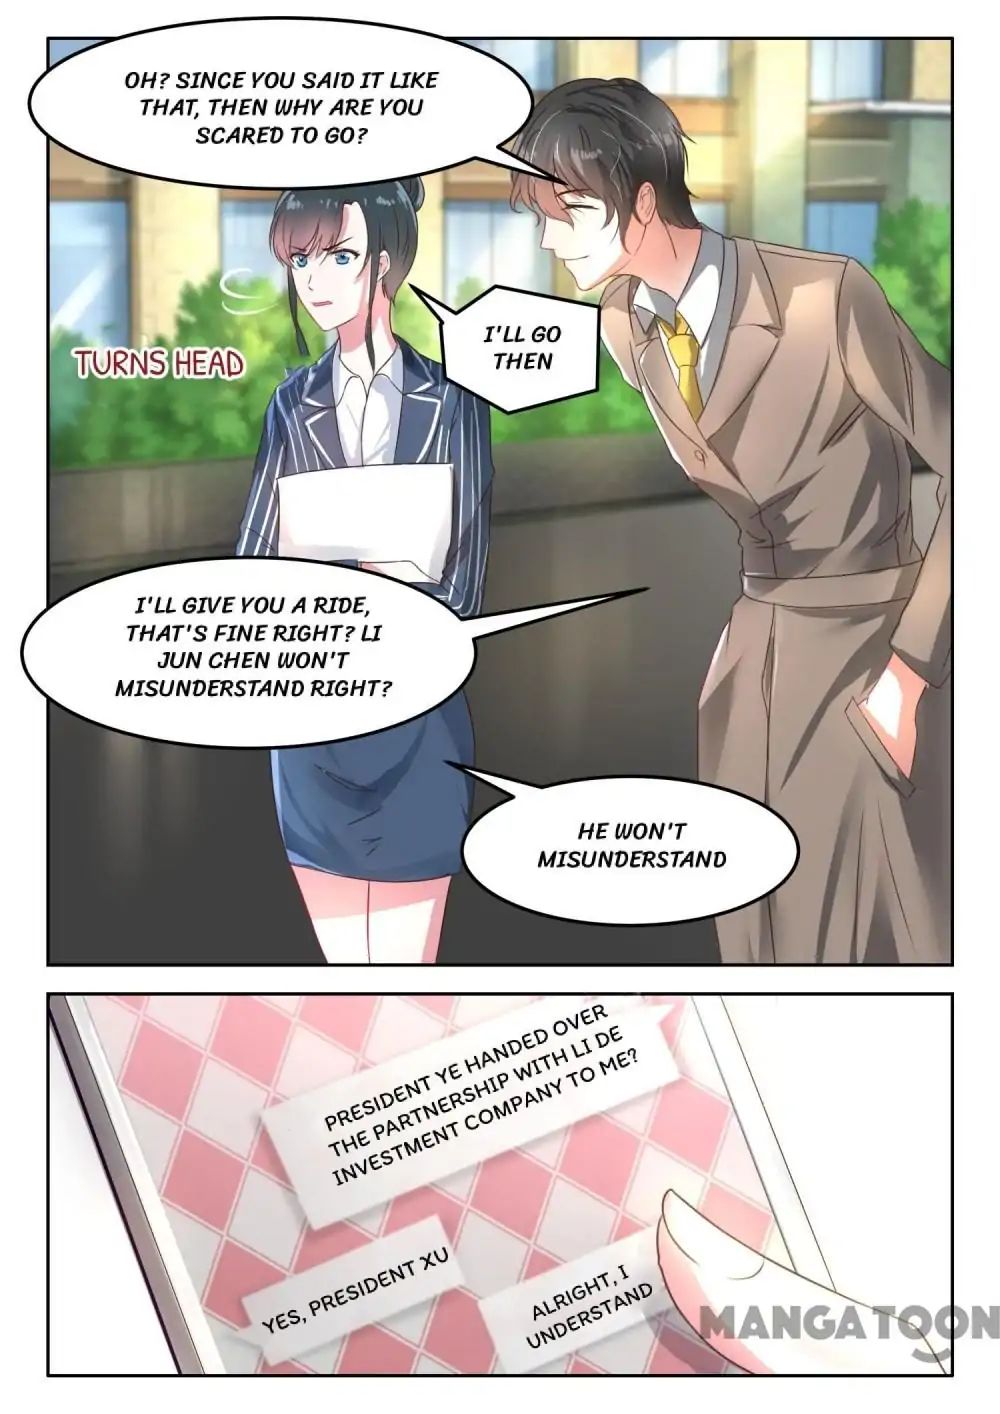 OH? SINCE YOU SAID IT LIKE
THAT, THEN WHY ARE YOU
SCARED TO GO?
I'LL GO
THEN
TURNS HEAD
I'LL GIVE YOU A RIDE,
THAT'S FINE RIGHT? LI
JUN CHEN WON'T
MISUNDERSTAND RIGHT?
HE WON'T
MISUNDERSTAND
PRESIDENT YE HANDED OVER
THE PARTNERSHIP WITH LI DE
INVESTMENT COMPANY TO ME?
YES, PRESIDENT XU
ALRIGHT, I
UNDERSTAND
MANGATOON